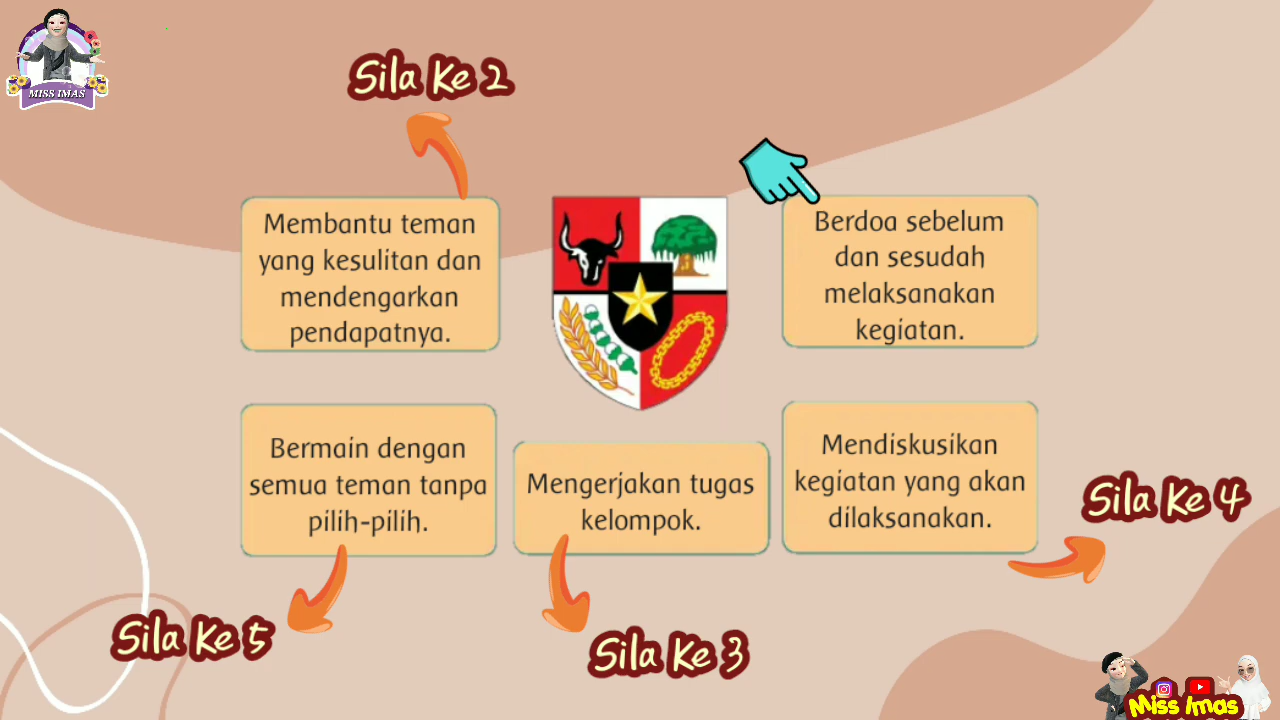 MISS IMAS
Sila Ke 2
Membantu teman
yang kesulitan dan
mendengarkan
pendapatnya.
Berdoa sebelum
dan sesudah
melaksanakan
kegiatan.
Bermain dengan
semua teman tanpa
pilih-pilih.
Mengerjakan tugas
kelompok.
Mendiskusikan
kegiatan yang akan
dilaksanakan.
Sila Ke 4
Sila Ke 5
Sila Ke 3
Miss Imas